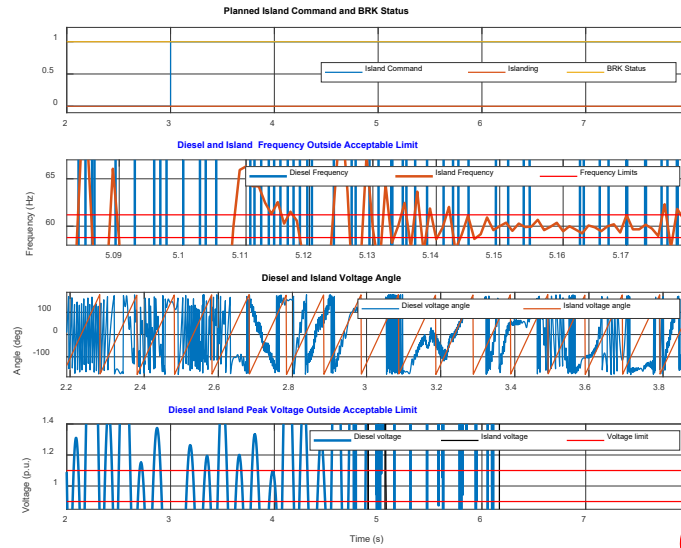 Planned Island Command and BRK Status
1
0.5
0
Island Command Islanding BRK Status
2 3 4 5 6 7
Diesel and Island Frequency Outside Acceptable Limit
Frequency (Hz)
65
60
Diesel Frequency Island Frequency Frequency Limits
5.09 5.1 5.11 5.12 5.13 5.14 5.15 5.16 5.17
Diesel and Island Voltage Angle
Angle (deg)
100
0
-100
Diesel voltage angle Island voltage angle
2.2 2.4 2.6 2.8 3 3.2 3.4 3.6 3.8
Diesel and Island Peak Voltage Outside Acceptable Limit
Voltage (p.u.)
1.4
1.2
1
Diesel voltage Island voltage Voltage limit
2 3 4 5 6 7
Time (s)